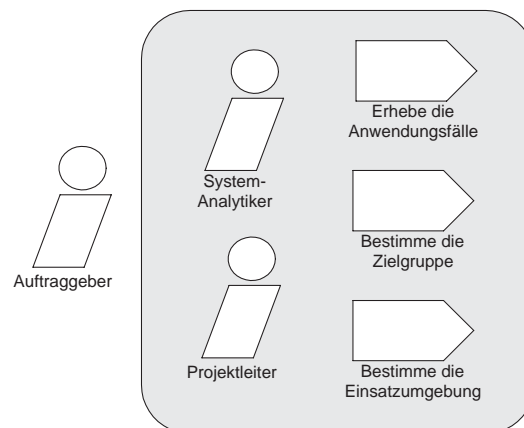 Auftraggeber
System-
Analytiker
Projektleiter
Erhebe die
Anwendungsfälle
Bestimme die
Zielgruppe
Bestimme die
Einsatzumgebung